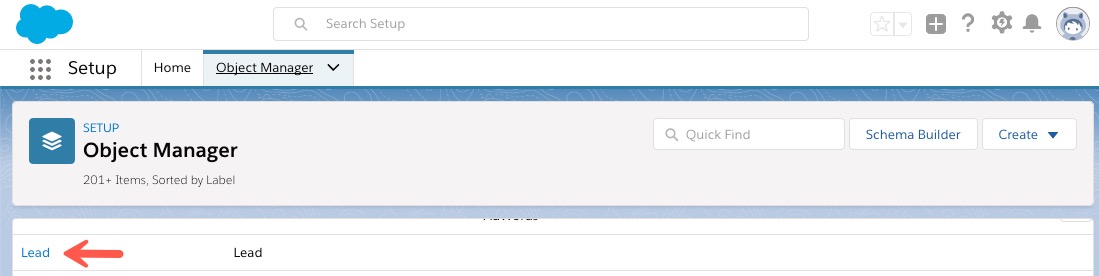 Search Setup
Setup Home Object Manager
SETUP
Object Manager
201+ Items, Sorted by Label
Quick Find Schema Builder Create
Lead Lead